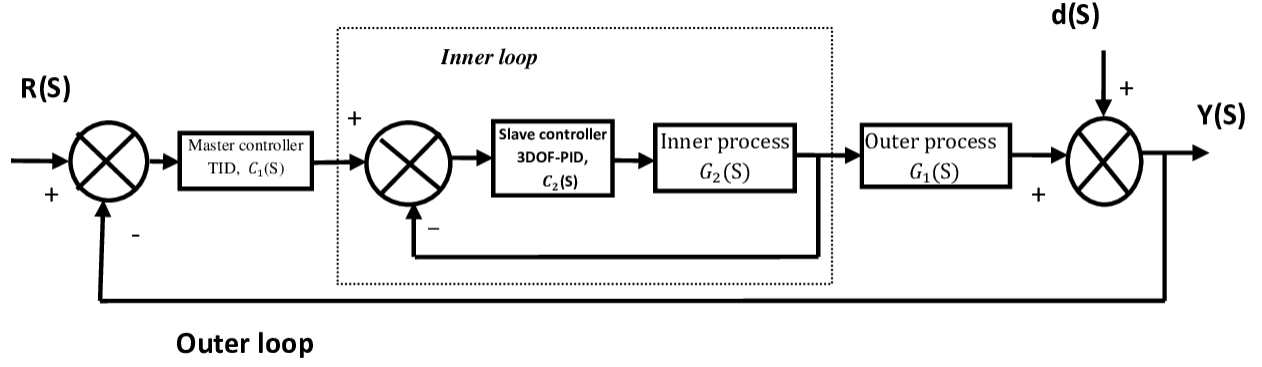 d(S)
Inner loop
R(S)
+
Y(S)
+
Slave controller
3DOF-PID,
C₂(S)
Master controller
TID, C₁(S)
Inner process
G₂(S)
Outer process
G₁(S)
+
+
-
−
Outer loop